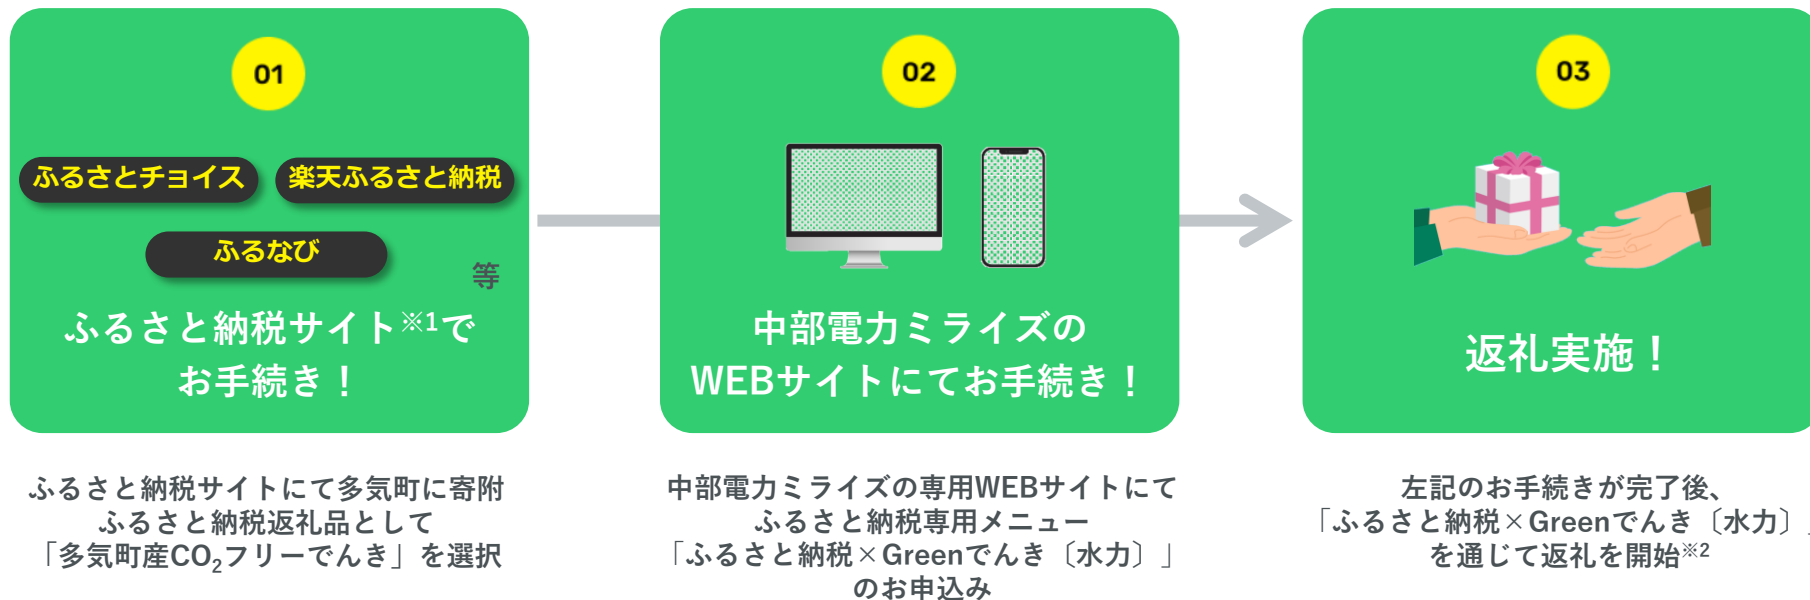 01
ふるさとチョイス
楽天ふるさと納税
ふるなび
等
ふるさと納税サイト※1で
お手続き！
ふるさと納税サイトにて多気町に寄附
ふるさと納税返礼品として
「多気町産CO₂フリーでんき」を選択
02
中部電力ミライズの
WEBサイトにてお手続き！
中部電力ミライズの専用WEBサイトにて
ふるさと納税専用メニュー
「ふるさと納税×Greenでんき〔水力〕」
のお申込み
03
返礼実施！
左記のお手続きが完了後、
「ふるさと納税×Greenでんき〔水力〕」
を通じて返礼を開始※2